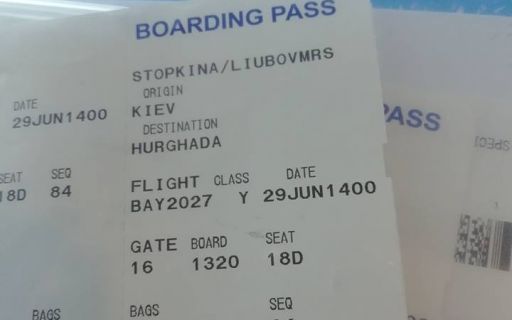 BOARDING PASS
STOPKINA/LIUBOVMRS
ORIGIN
KIEV
DESTINATION
HURGHADA
FLIGHT CLASS DATE
BAY2027 Y 29JUN1400
GATE BOARD SEAT
16 1320 18D
BAGS SEQ
DATE
29JUN1400
SEAT SEQ
18D 84
BAGS
PASS
SPECI